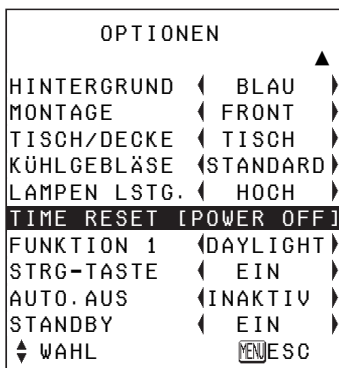 OPTIONEN
HINTERGRUND BLAU
MONTAGE FRONT
TISCH/DECKE TISCH
KÜHLGEBLÄSE STANDARD
LAMPEN LSTG. HOCH
TIME RESET [POWER OFF]
FUNKTION 1 DAYLIGHT
STRG-TASTE EIN
AUTO.AUS INAKTIV
STANDBY EIN
WAHL MENU ESC